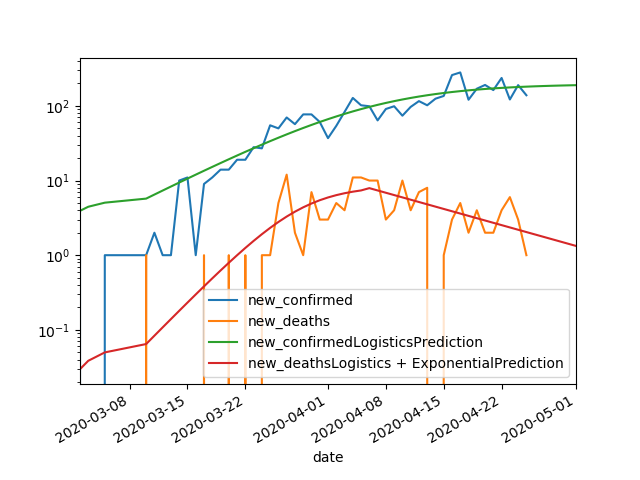 10²
10¹
10⁰
10⁻¹
new_confirmed
new_deaths
new_confirmedLogisticsPrediction
new_deathsLogistics + ExponentialPrediction
2020-03-08
2020-03-15
2020-03-22
2020-04-01
2020-04-08
2020-04-15
2020-04-22
2020-05-01
date